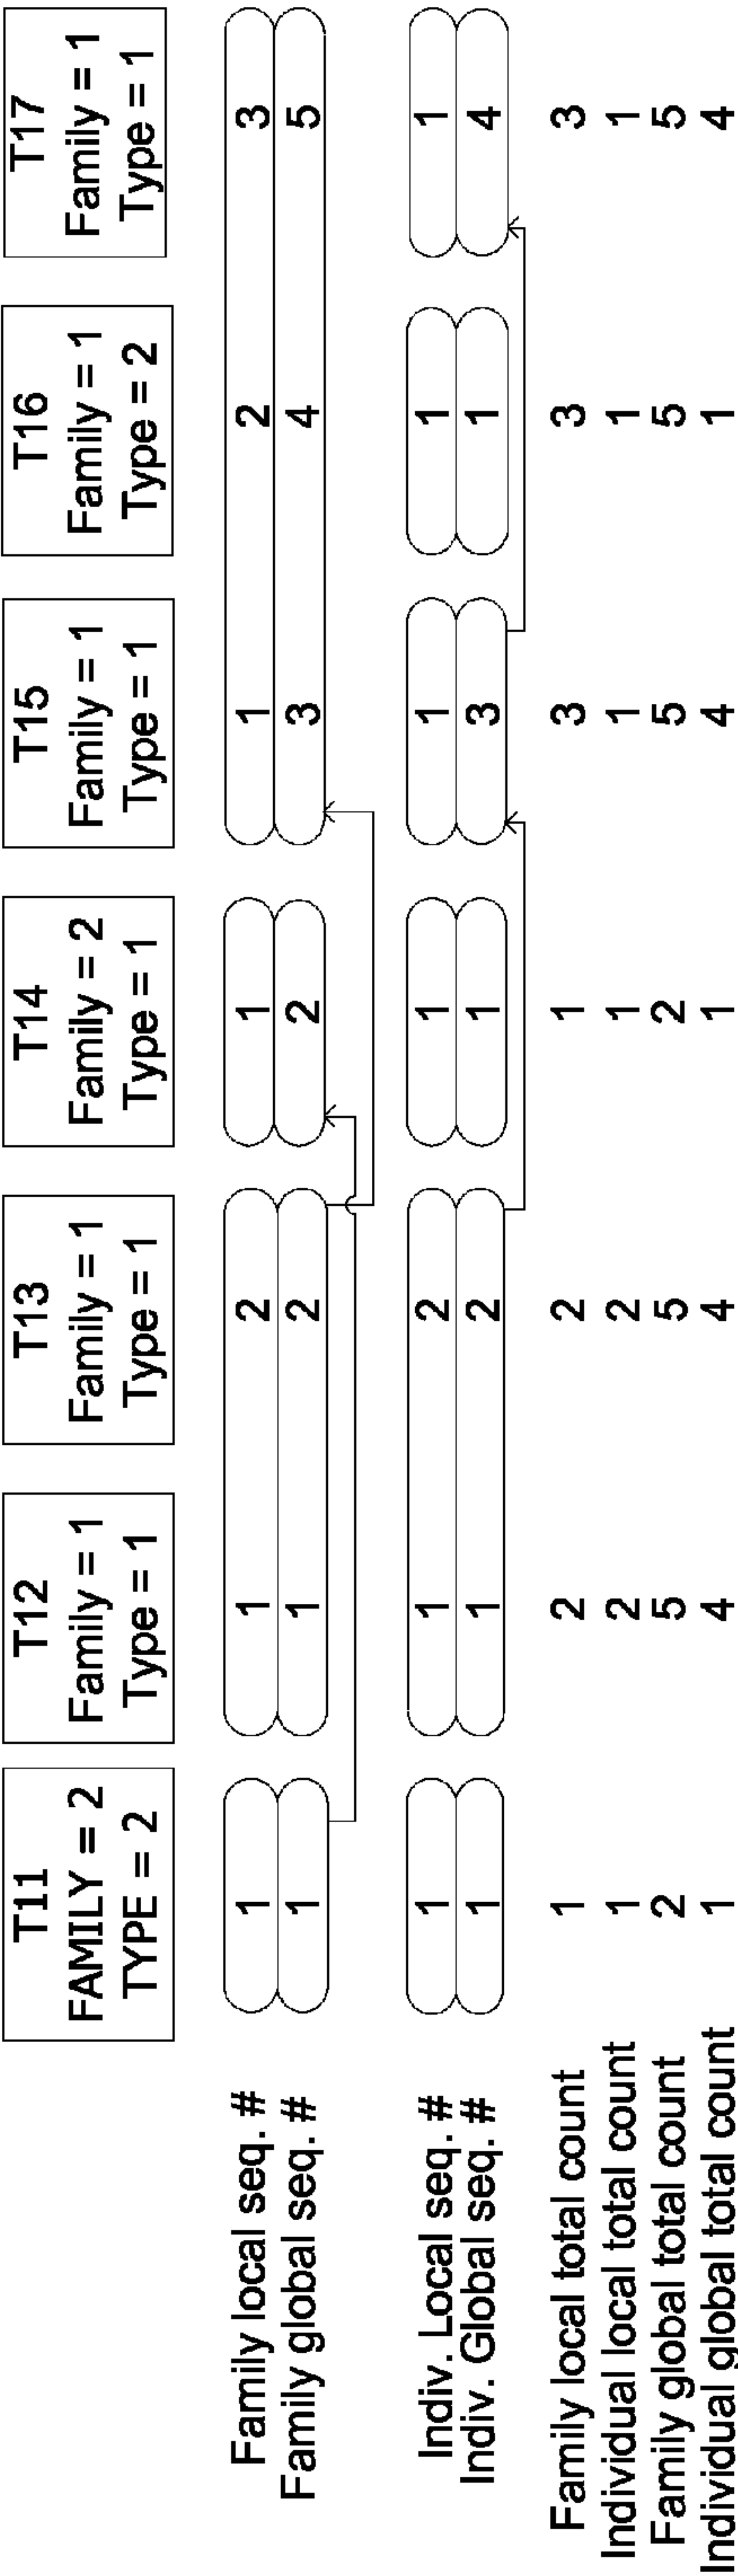 T11
FAMILY = 2
TYPE = 2
T12
Family = 1
Type = 1
T13
Family = 1
Type = 1
T14
Family = 2
Type = 1
T15
Family = 1
Type = 1
T16
Family = 1
Type = 2
T17
Family = 1
Type = 1
Family local seq. # 1 1 2 1 1 2 3
Family global seq. # 1 1 2 2 3 4 5
Indiv. Local seq. # 1 1 2 1 1 1 1
Indiv. Global seq. # 1 1 2 1 3 1 4
Family local total count 1 2 2 1 3 3 3
Individual local total count 1 2 2 1 1 1 1
Family global total count 2 5 5 2 5 5 5
Individual global total count 1 4 4 1 4 1 4